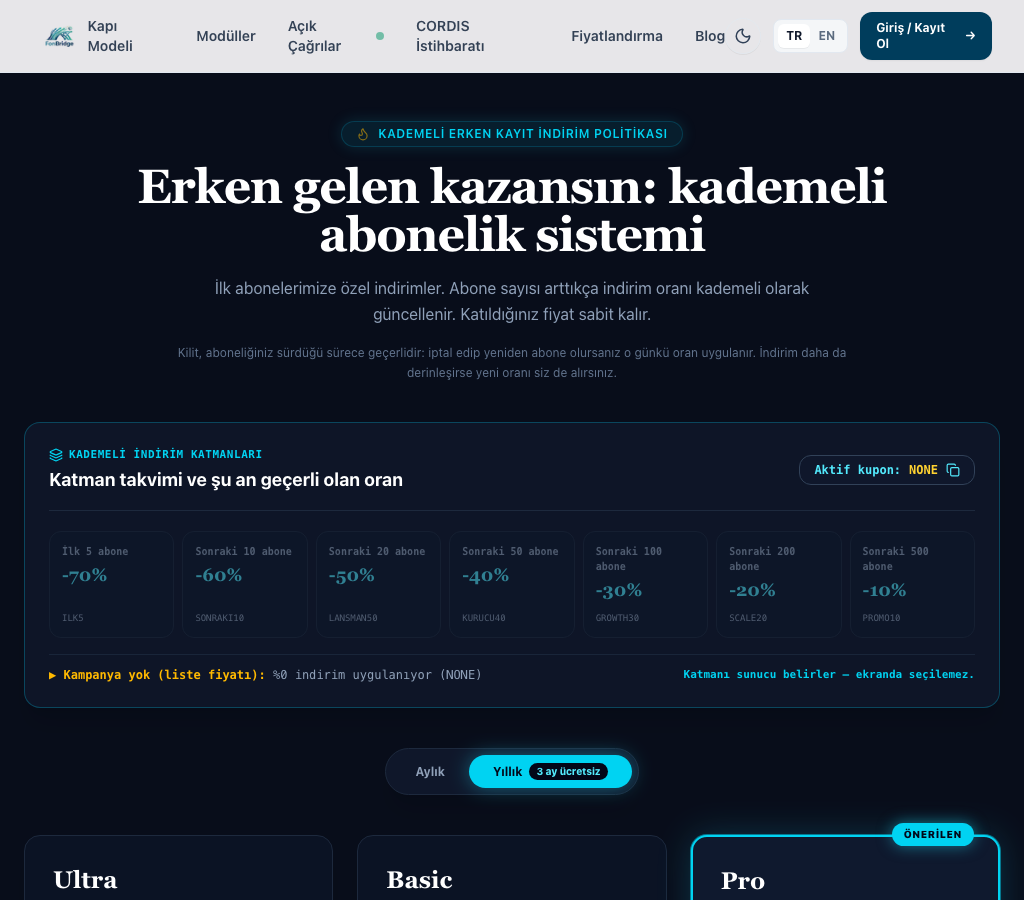 FonBridge
Kapı
Modeli
Modüller
Açık
Çağrılar
CORDIS
İstihbaratı
Fiyatlandırma
Blog
TR
EN
Giriş / Kayıt
Ol
KADEMELİ ERKEN KAYIT İNDİRİM POLİTİKASI
Erken gelen kazansın: kademeli
abonelik sistemi
İlk abonelerimize özel indirimler. Abone sayısı arttıkça indirim oranı kademeli olarak
güncellenir. Katıldığınız fiyat sabit kalır.
Kilit, aboneliğiniz sürdüğü sürece geçerlidir: iptal edip yeniden abone olursanız o günkü oran uygulanır. İndirim daha da
derinleşirse yeni oranı siz de alırsınız.
KADEMELİ İNDİRİM KATMANLARI
Katman takvimi ve şu an geçerli olan oran
Aktif kupon: NONE
İlk 5 abone
-70%
ILK5
Sonraki 10 abone
-60%
SONRAKI10
Sonraki 20 abone
-50%
LANSMAN50
Sonraki 50 abone
-40%
KURUCU40
Sonraki 100
abone
-30%
GROWTH30
Sonraki 200
abone
-20%
SCALE20
Sonraki 500
abone
-10%
PROMO10
▶ Kampanya yok (liste fiyatı): %0 indirim uygulanıyor (NONE)
Katmanı sunucu belirler — ekranda seçilemez.
Aylık
Yıllık 3 ay ücretsiz
ÖNERİLEN
Ultra
Basic
Pro